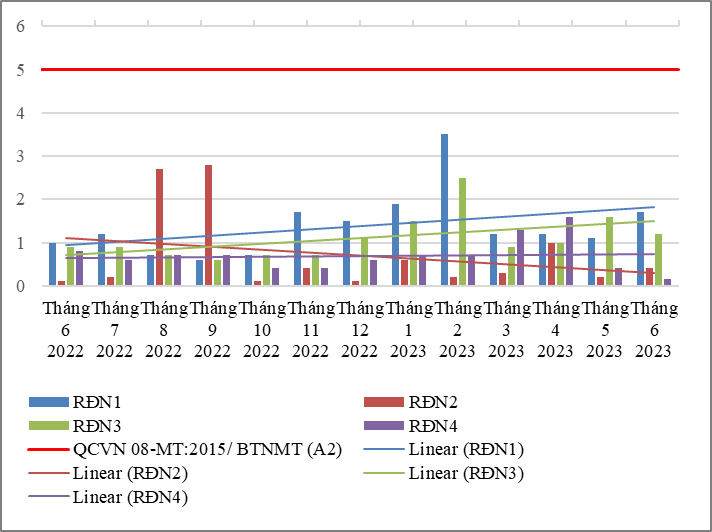 6
5
4
3
2
1
0
Tháng Tháng Tháng Tháng Tháng Tháng Tháng Tháng Tháng Tháng Tháng Tháng Tháng
6 7 8 9 10 11 12 1 2 3 4 5 6
2022 2022 2022 2022 2022 2022 2022 2023 2023 2023 2023 2023 2023
RĐN1 RĐN2
RĐN3 RĐN4
QCVN 08-MT:2015/ BTNMT (A2) Linear (RĐN1)
Linear (RĐN2) Linear (RĐN3)
Linear (RĐN4)